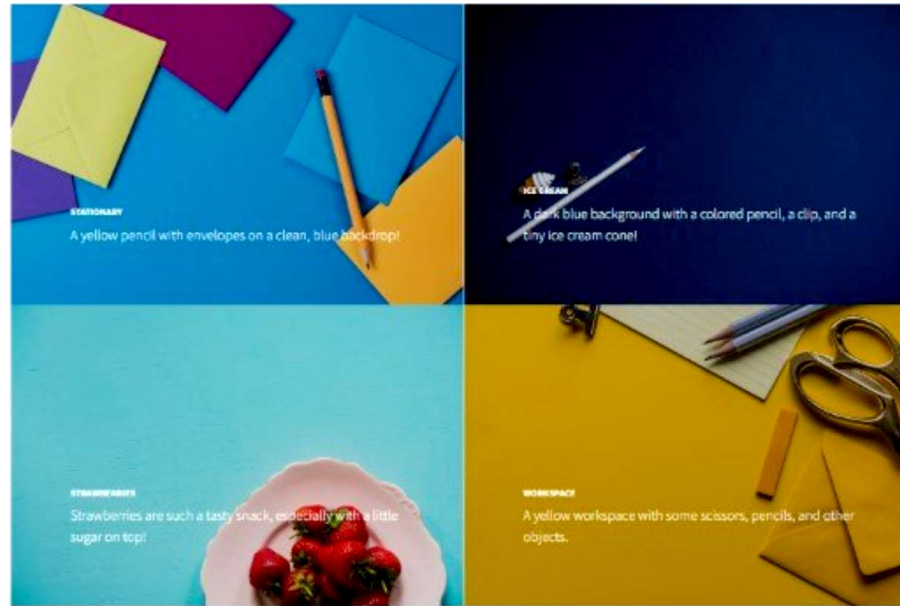 STATIONARY
A yellow pencil with envelopes on a clean, blue backdrop!
ICE CREAM
A dark blue background with a colored pencil, a clip, and a
tiny ice cream cone!
STRAWBERRIES
Strawberries are such a tasty snack, especially with a little
sugar on top!
WORKSPACE
A yellow workspace with some scissors, pencils, and other
objects.